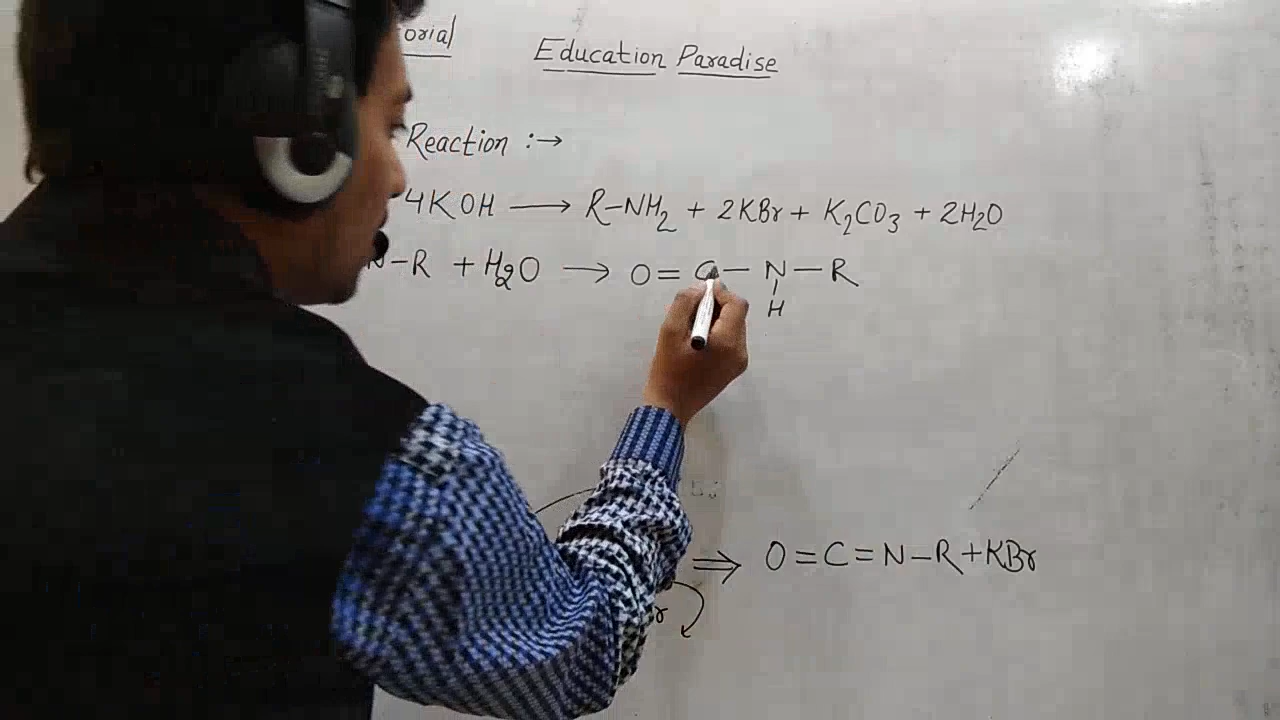 orial Education Paradise
Reaction :→
4KOH ⟶ R–NH₂ + 2KBr + K₂CO₃ + 2H₂O
N–R + H₂O ⟶ O=C–N–R
H
⇒ O=C=N–R+KBr